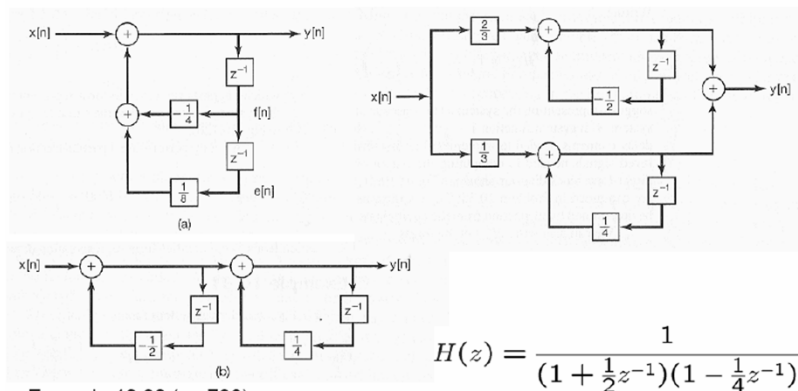 x[n] + y[n]
z⁻¹
+ -1/4 f[n]
z⁻¹
1/8 e[n]
(a)
2/3 +
z⁻¹
-1/2
x[n] + y[n]
1/3 +
z⁻¹
1/4
x[n] + + y[n]
z⁻¹ z⁻¹
-1/2 1/4
(b)
H(z) = 1 / ((1 + 1/2 z⁻¹)(1 − 1/4 z⁻¹))